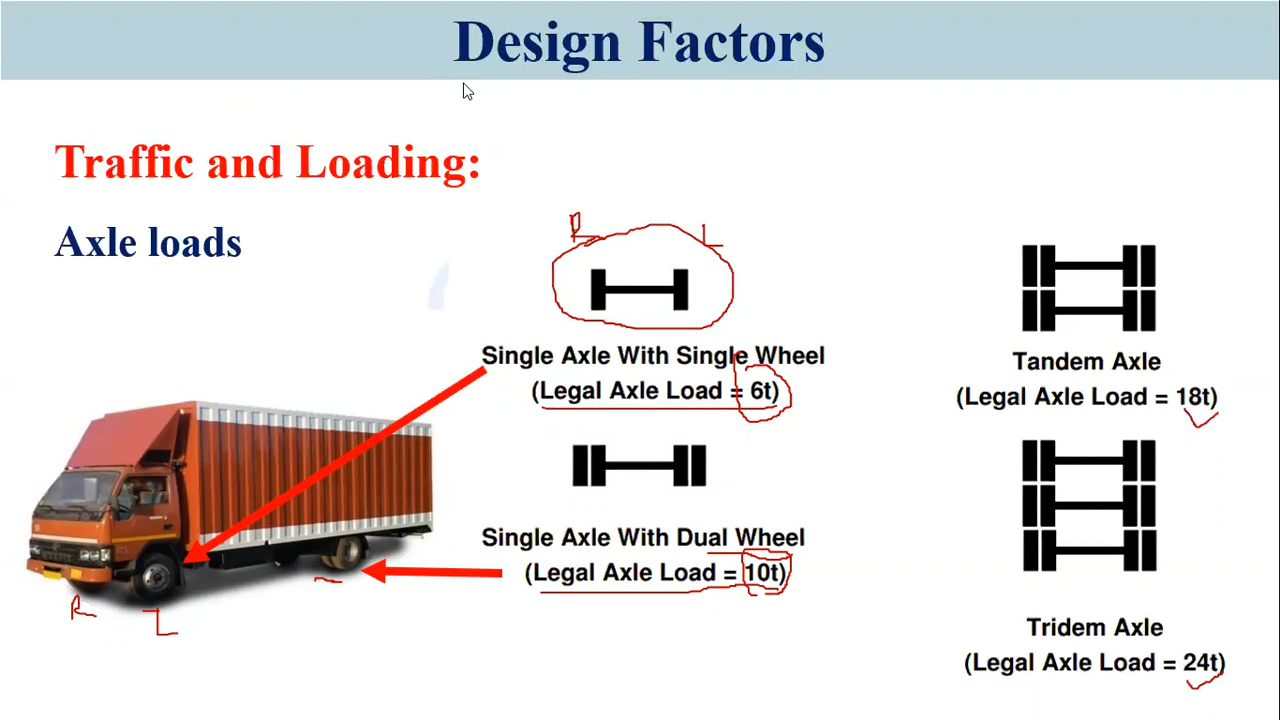 Design Factors
Traffic and Loading:
Axle loads
R L
Single Axle With Single Wheel
(Legal Axle Load = 6t)
Single Axle With Dual Wheel
(Legal Axle Load = 10t)
R L
Tandem Axle
(Legal Axle Load = 18t)
Tridem Axle
(Legal Axle Load = 24t)